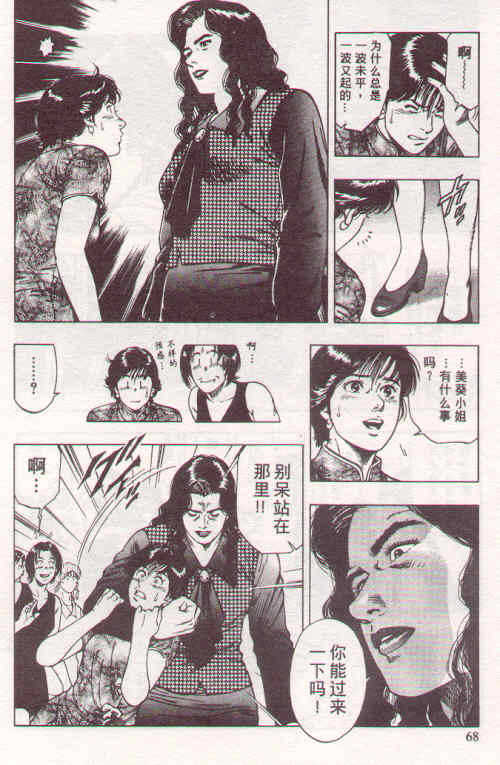 啊～～～～
为什么总是
一波未平，
一波又起的…
…美葵小姐
…有什么事
吗？
啊…
不样的
预感…
……？
你能过来
一下吗！
别呆站在
那里!!
啊…
68